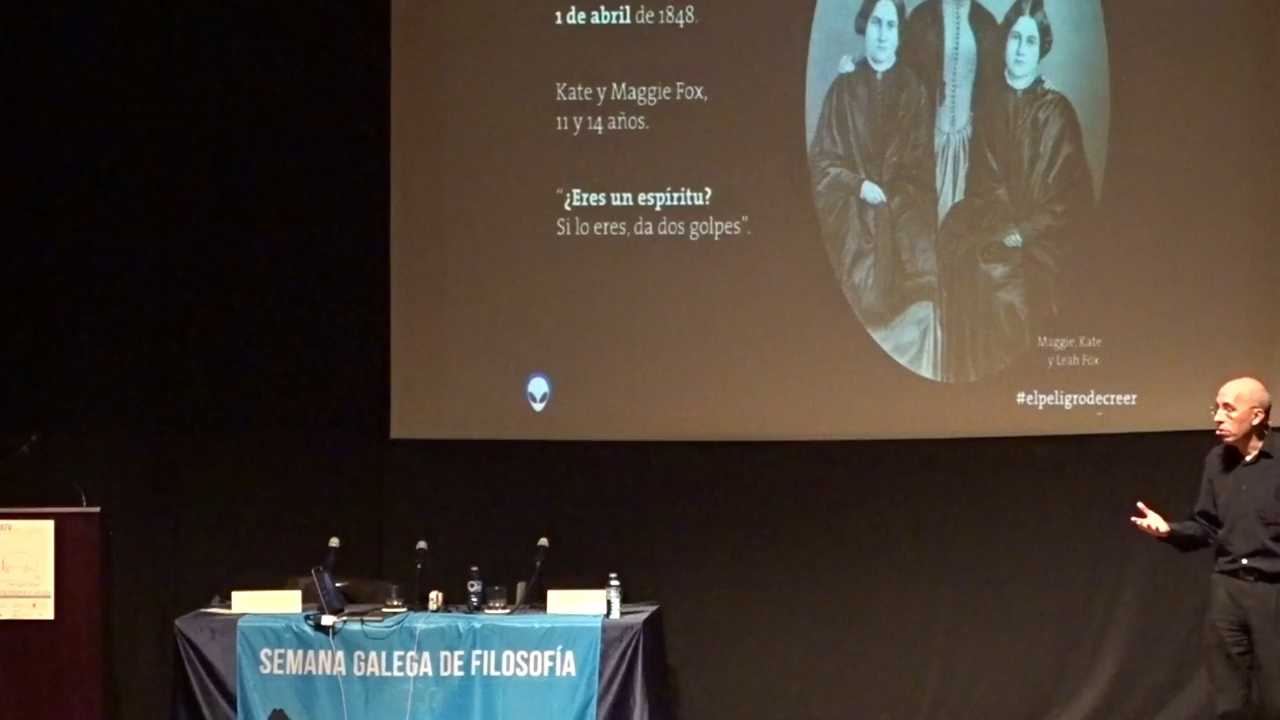 1 de abril de 1848.
Kate y Maggie Fox,
11 y 14 años.
“¿Eres un espíritu?
Si lo eres, da dos golpes”.
Maggie, Kate
y Leah Fox
#elpeligrodecreer
XIV
SEMANA GALEGA DE FILOSOFÍA